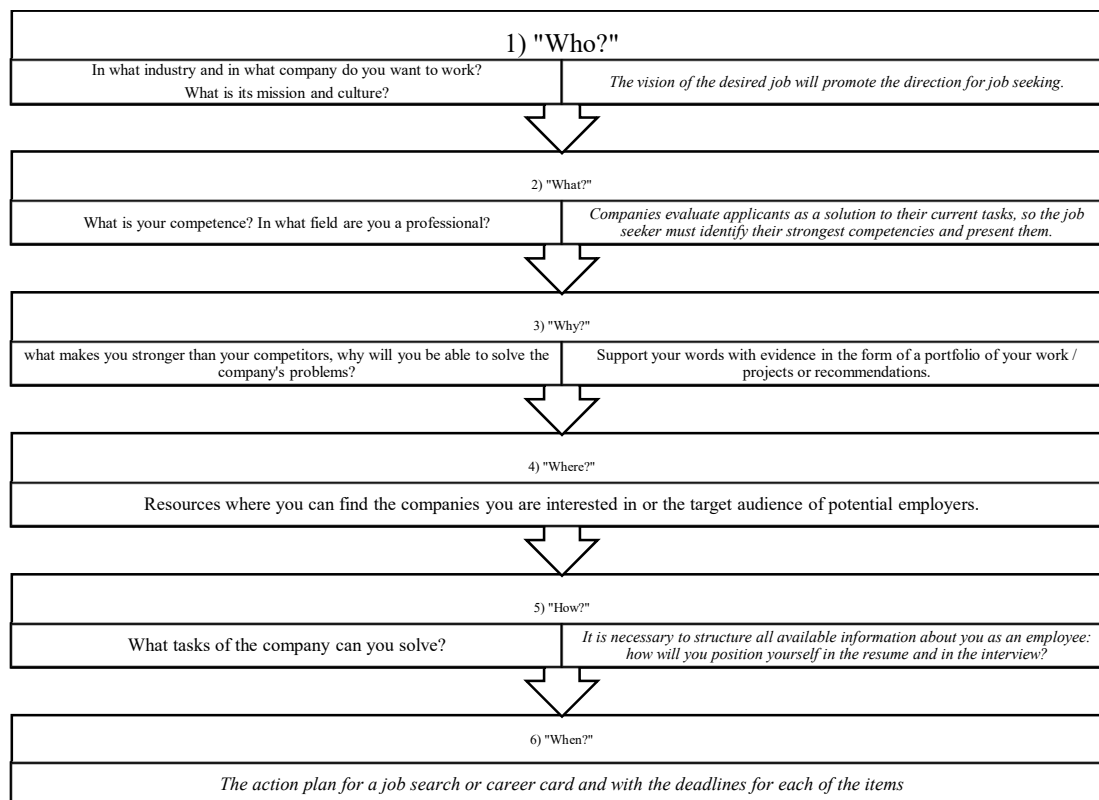 1) "Who?"
In what industry and in what company do you want to work?
What is its mission and culture?
The vision of the desired job will promote the direction for job seeking.
2) "What?"
What is your competence? In what field are you a professional?
Companies evaluate applicants as a solution to their current tasks, so the job
seeker must identify their strongest competencies and present them.
3) "Why?"
what makes you stronger than your competitors, why will you be able to solve the
company's problems?
Support your words with evidence in the form of a portfolio of your work /
projects or recommendations.
4) "Where?"
Resources where you can find the companies you are interested in or the target audience of potential employers.
5) "How?"
What tasks of the company can you solve?
It is necessary to structure all available information about you as an employee:
how will you position yourself in the resume and in the interview?
6) "When?"
The action plan for a job search or career card and with the deadlines for each of the items